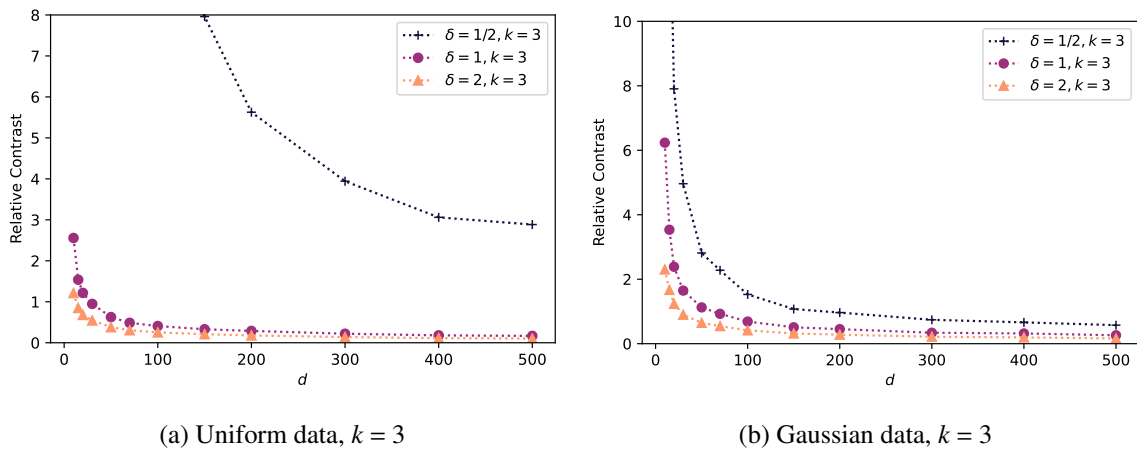 8
7
6
5
4
3
2
1
0
Relative Contrast
0
100
200
300
400
500
d
δ = 1/2, k = 3
δ = 1, k = 3
δ = 2, k = 3
(a) Uniform data, k = 3
10
8
6
4
2
0
Relative Contrast
0
100
200
300
400
500
d
δ = 1/2, k = 3
δ = 1, k = 3
δ = 2, k = 3
(b) Gaussian data, k = 3